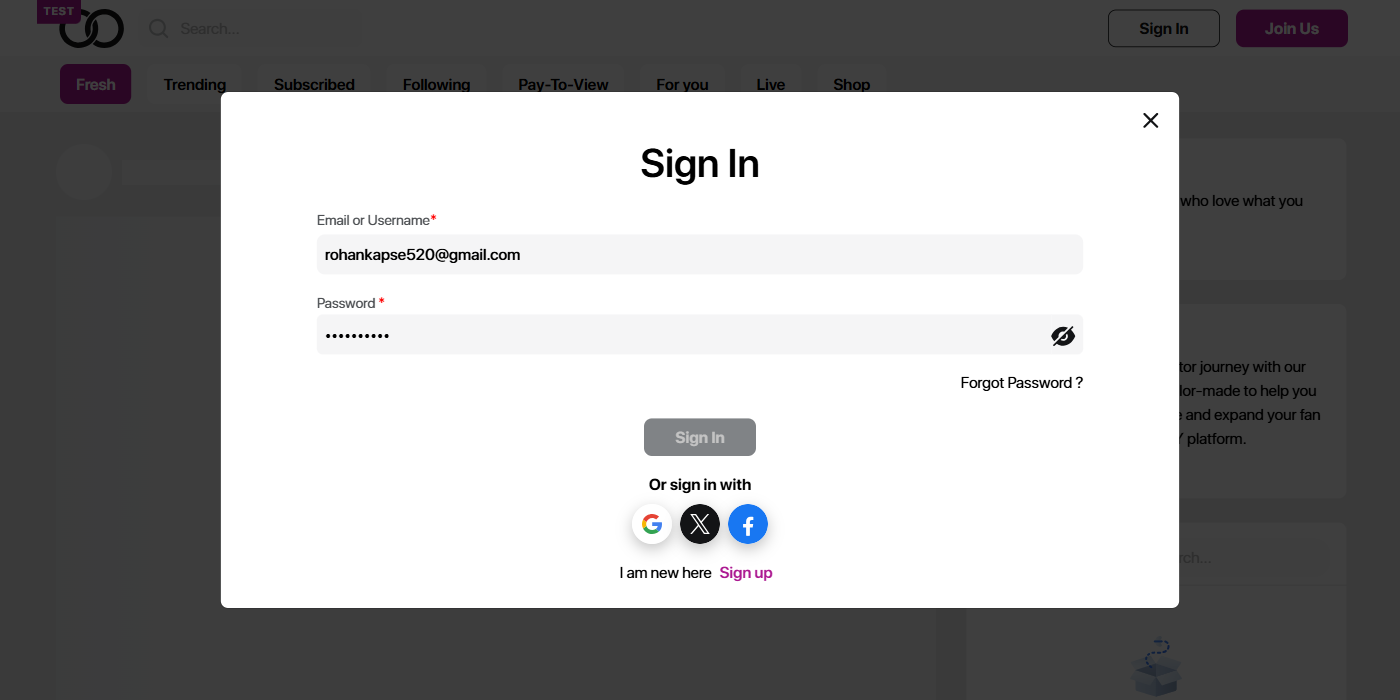 TEST
Search...
Sign In
Join Us
Fresh
Trending
Subscribed
Following
Pay-To-View
For you
Live
Shop
Sign In
who love what you
Email or Username*
rohankapse520@gmail.com
Password *
••••••••••
tor journey with our
Forgot Password ?
lor-made to help you
and expand your fan
Sign In
platform.
Or sign in with
rch...
I am new here Sign up